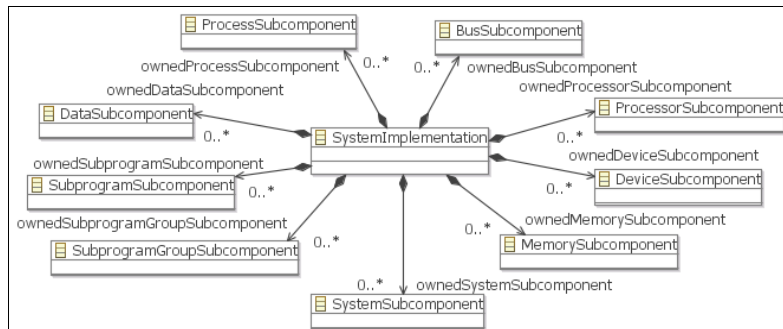 ProcessSubcomponent
BusSubcomponent
0..*
0..*
ownedProcessSubcomponent
ownedBusSubcomponent
ownedDataSubcomponent
ownedProcessorSubcomponent
DataSubcomponent
ProcessorSubcomponent
0..*
0..*
SystemImplementation
ownedSubprogramSubcomponent
ownedDeviceSubcomponent
SubprogramSubcomponent
0..*
0..*
DeviceSubcomponent
ownedSubprogramGroupSubcomponent
ownedMemorySubcomponent
0..*
0..*
SubprogramGroupSubcomponent
MemorySubcomponent
0..*
ownedSystemSubcomponent
SystemSubcomponent